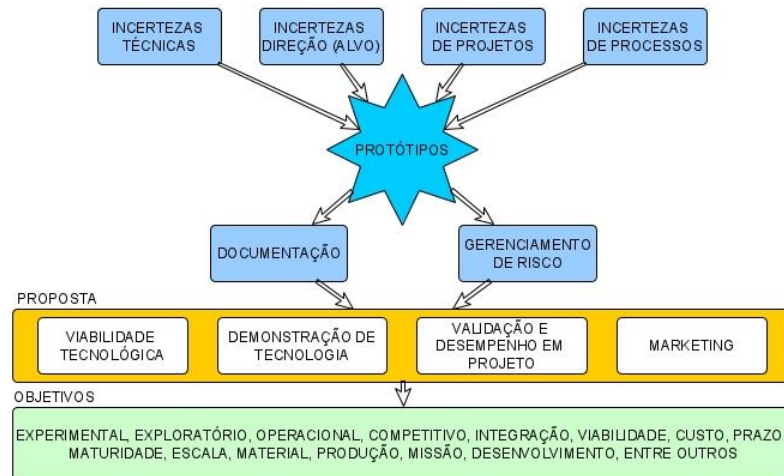 INCERTEZAS
TÉCNICAS
INCERTEZAS
DIREÇÃO (ALVO)
INCERTEZAS
DE PROJETOS
INCERTEZAS
DE PROCESSOS
PROTÓTIPOS
DOCUMENTAÇÃO
GERENCIAMENTO
DE RISCO
PROPOSTA
VIABILIDADE
TECNOLÓGICA
DEMONSTRAÇÃO DE
TECNOLOGIA
VALIDAÇÃO E
DESEMPENHO EM
PROJETO
MARKETING
OBJETIVOS
EXPERIMENTAL, EXPLORATÓRIO, OPERACIONAL, COMPETITIVO, INTEGRAÇÃO, VIABILIDADE, CUSTO, PRAZO
MATURIDADE, ESCALA, MATERIAL, PRODUÇÃO, MISSÃO, DESENVOLVIMENTO, ENTRE OUTROS